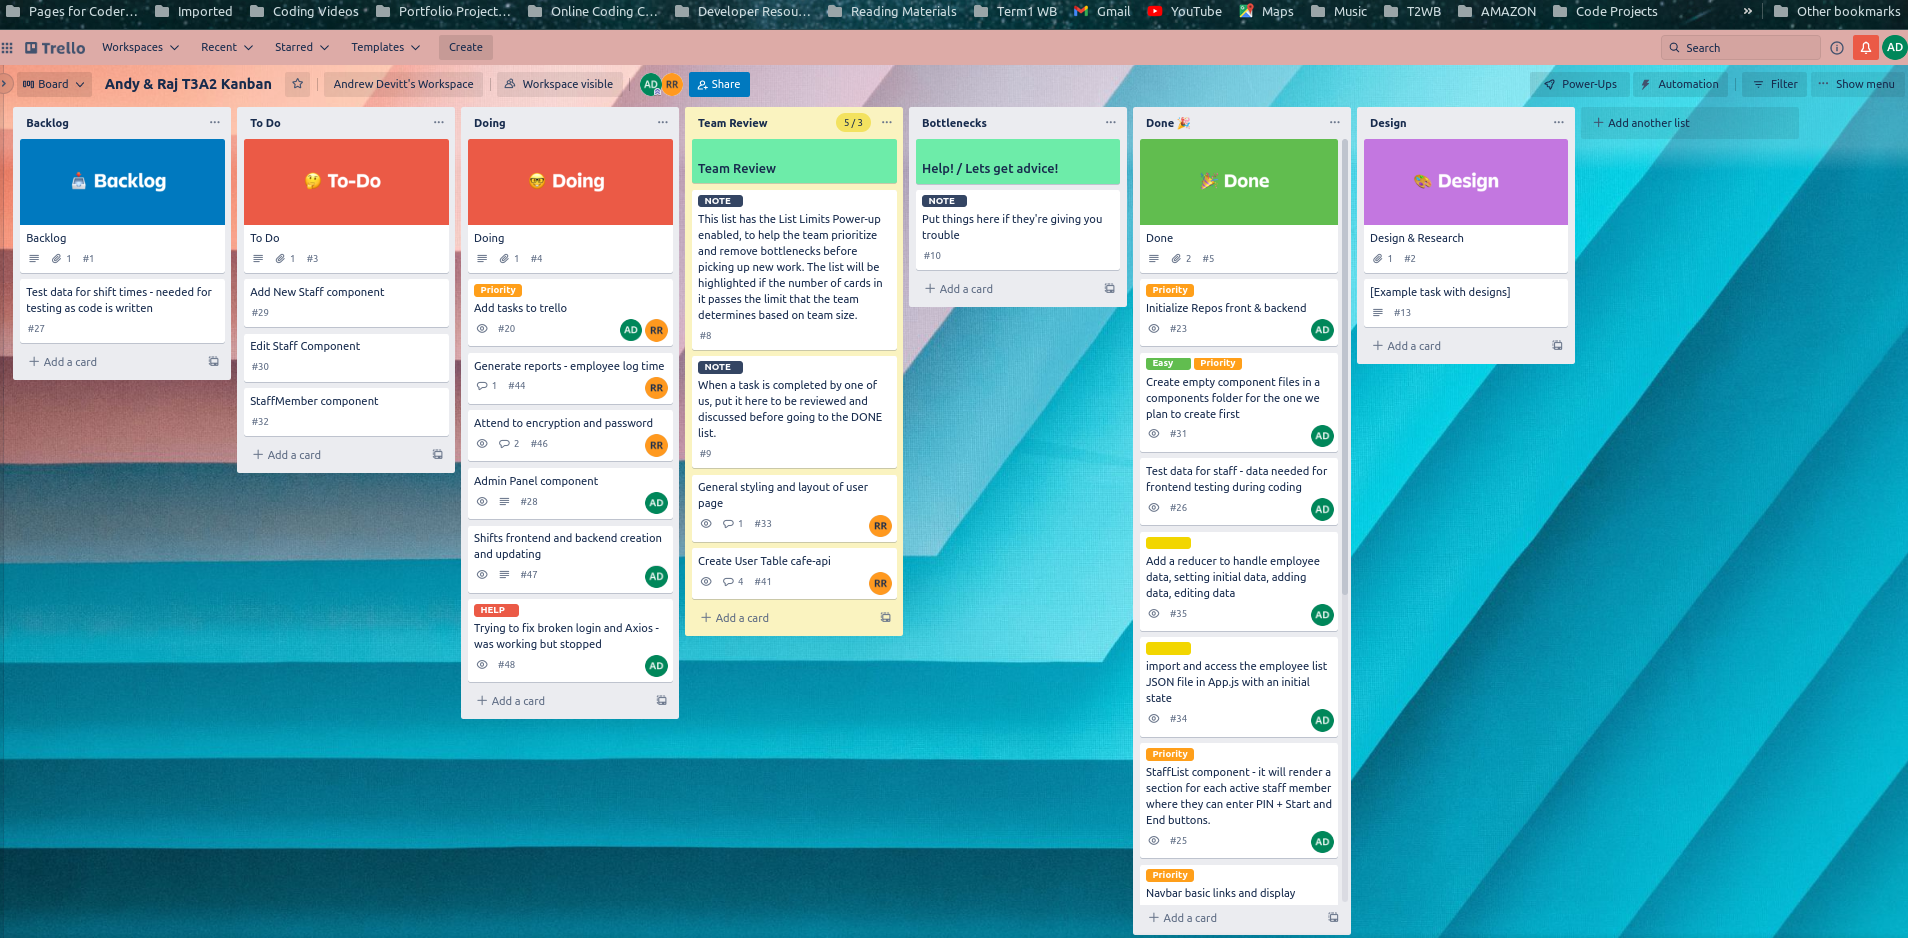 Pages for Coder... Imported Coding Videos Portfolio Project... Online Coding C... Developer Resou... Reading Materials Term1 WB Gmail YouTube Maps Music T2WB AMAZON Code Projects » Other bookmarks
Trello Workspaces Recent Starred Templates Create Search AD
Board Andy & Raj T3A2 Kanban Andrew Devitt's Workspace Workspace visible AD RR Share Power-Ups Automation Filter ... Show menu
Backlog ...
📥 Backlog
Backlog
1 #1
Test data for shift times - needed for
testing as code is written
#27
+ Add a card
To Do ...
🤔 To-Do
To Do
1 #3
Add New Staff component
#29
Edit Staff Component
#30
StaffMember component
#32
+ Add a card
Doing ...
🤓 Doing
Doing
1 #4
Priority
Add tasks to trello
#20 AD RR
Generate reports - employee log time
1 #44 RR
Attend to encryption and password
2 #46 RR
Admin Panel component
#28 AD
Shifts frontend and backend creation
and updating
#47 AD
HELP
Trying to fix broken login and Axios -
was working but stopped
#48 AD
+ Add a card
Team Review 5 / 3 ...
Team Review
NOTE
This list has the List Limits Power-up
enabled, to help the team prioritize
and remove bottlenecks before
picking up new work. The list will be
highlighted if the number of cards in
it passes the limit that the team
determines based on team size.
#8
NOTE
When a task is completed by one of
us, put it here to be reviewed and
discussed before going to the DONE
list.
#9
General styling and layout of user
page
1 #33 RR
Create User Table cafe-api
4 #41 RR
+ Add a card
Bottlenecks ...
Help! / Lets get advice!
NOTE
Put things here if they're giving you
trouble
#10
+ Add a card
Done 🎉 ...
🎉 Done
Done
2 #5
Priority
Initialize Repos front & backend
#23 AD
Easy Priority
Create empty component files in a
components folder for the one we
plan to create first
#31 AD
Test data for staff - data needed for
frontend testing during coding
#26 AD
Add a reducer to handle employee
data, setting initial data, adding
data, editing data
#35 AD
import and access the employee list
JSON file in App.js with an initial
state
#34 AD
Priority
StaffList component - it will render a
section for each active staff member
where they can enter PIN + Start and
End buttons.
#25 AD
Priority
Navbar basic links and display
+ Add a card
Design ...
🎨 Design
Design & Research
1 #2
[Example task with designs]
#13
+ Add a card
+ Add another list